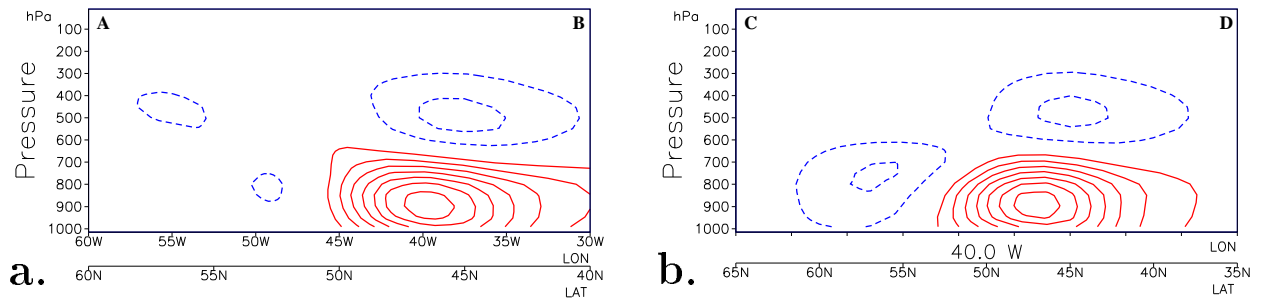 hPa
A
B
100
200
300
400
500
600
700
800
900
1000
Pressure
60W 55W 50W 45W 40W 35W 30W
LON
60N 55N 50N 45N 40N
LAT
a.
hPa
C
D
100
200
300
400
500
600
700
800
900
1000
Pressure
40.0 W
LON
65N 60N 55N 50N 45N 40N 35N
LAT
b.